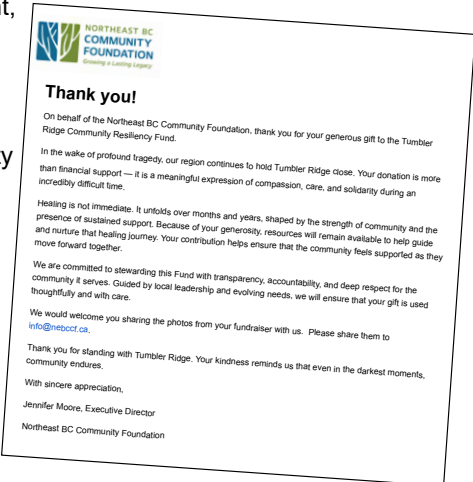 t,
y
NORTHEAST BC
COMMUNITY
FOUNDATION
Growing a Lasting Legacy
Thank you!
On behalf of the Northeast BC Community Foundation, thank you for your generous gift to the Tumbler
Ridge Community Resiliency Fund.
In the wake of profound tragedy, our region continues to hold Tumbler Ridge close. Your donation is more
than financial support — it is a meaningful expression of compassion, care, and solidarity during an
incredibly difficult time.
Healing is not immediate. It unfolds over months and years, shaped by the strength of community and the
presence of sustained support. Because of your generosity, resources will remain available to help guide
and nurture that healing journey. Your contribution helps ensure that the community feels supported as they
move forward together.
We are committed to stewarding this Fund with transparency, accountability, and deep respect for the
community it serves. Guided by local leadership and evolving needs, we will ensure that your gift is used
thoughtfully and with care.
We would welcome you sharing the photos from your fundraiser with us.  Please share them to
info@nebccf.ca.
Thank you for standing with Tumbler Ridge. Your kindness reminds us that even in the darkest moments,
community endures.
With sincere appreciation,
Jennifer Moore, Executive Director
Northeast BC Community Foundation